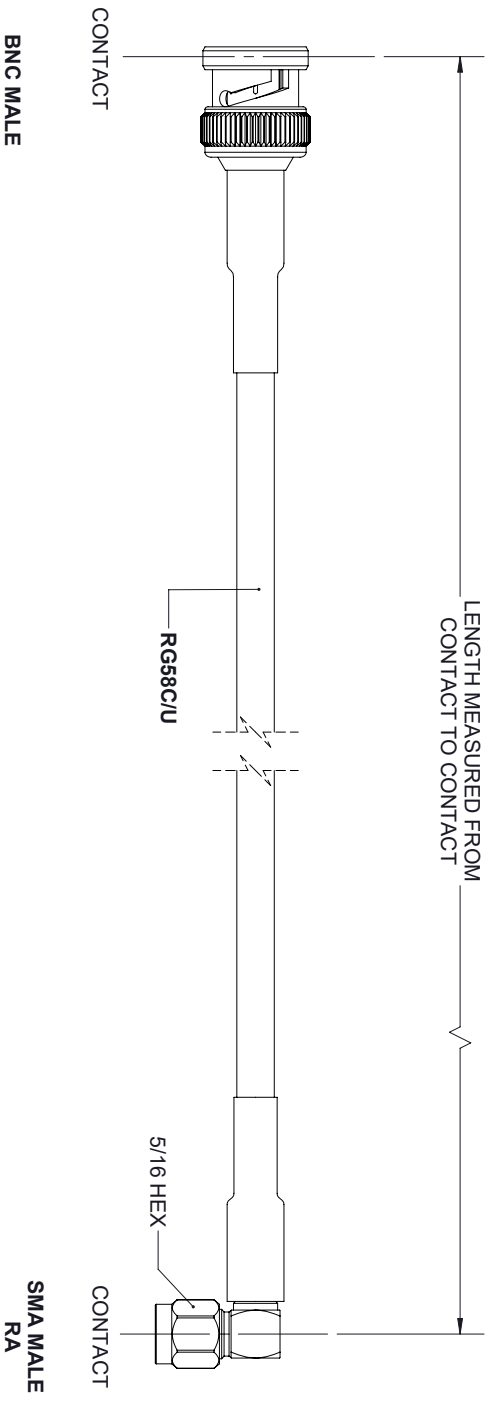 LENGTH MEASURED FROM
CONTACT TO CONTACT
RG58C/U
5/16 HEX
CONTACT
CONTACT
BNC MALE
SMA MALE
RA